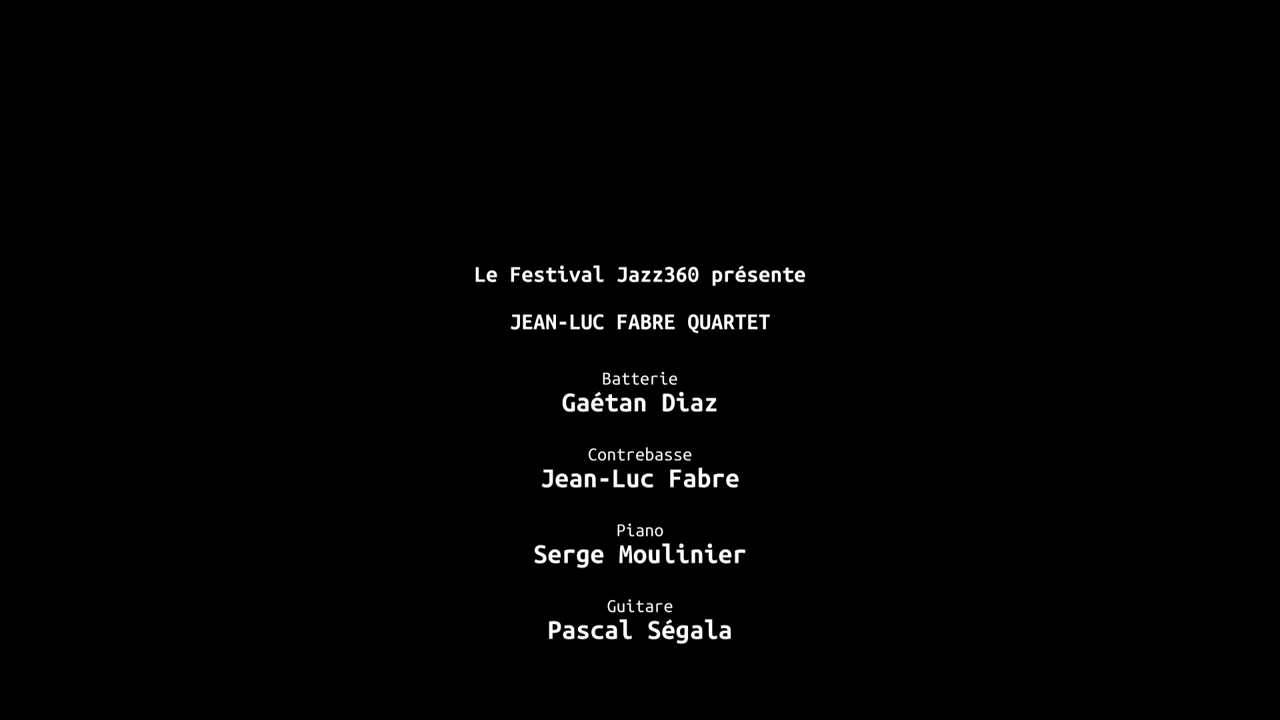 Le Festival Jazz360 présente
JEAN-LUC FABRE QUARTET
Batterie
Gaétan Diaz
Contrebasse
Jean-Luc Fabre
Piano
Serge Moulinier
Guitare
Pascal Ségala